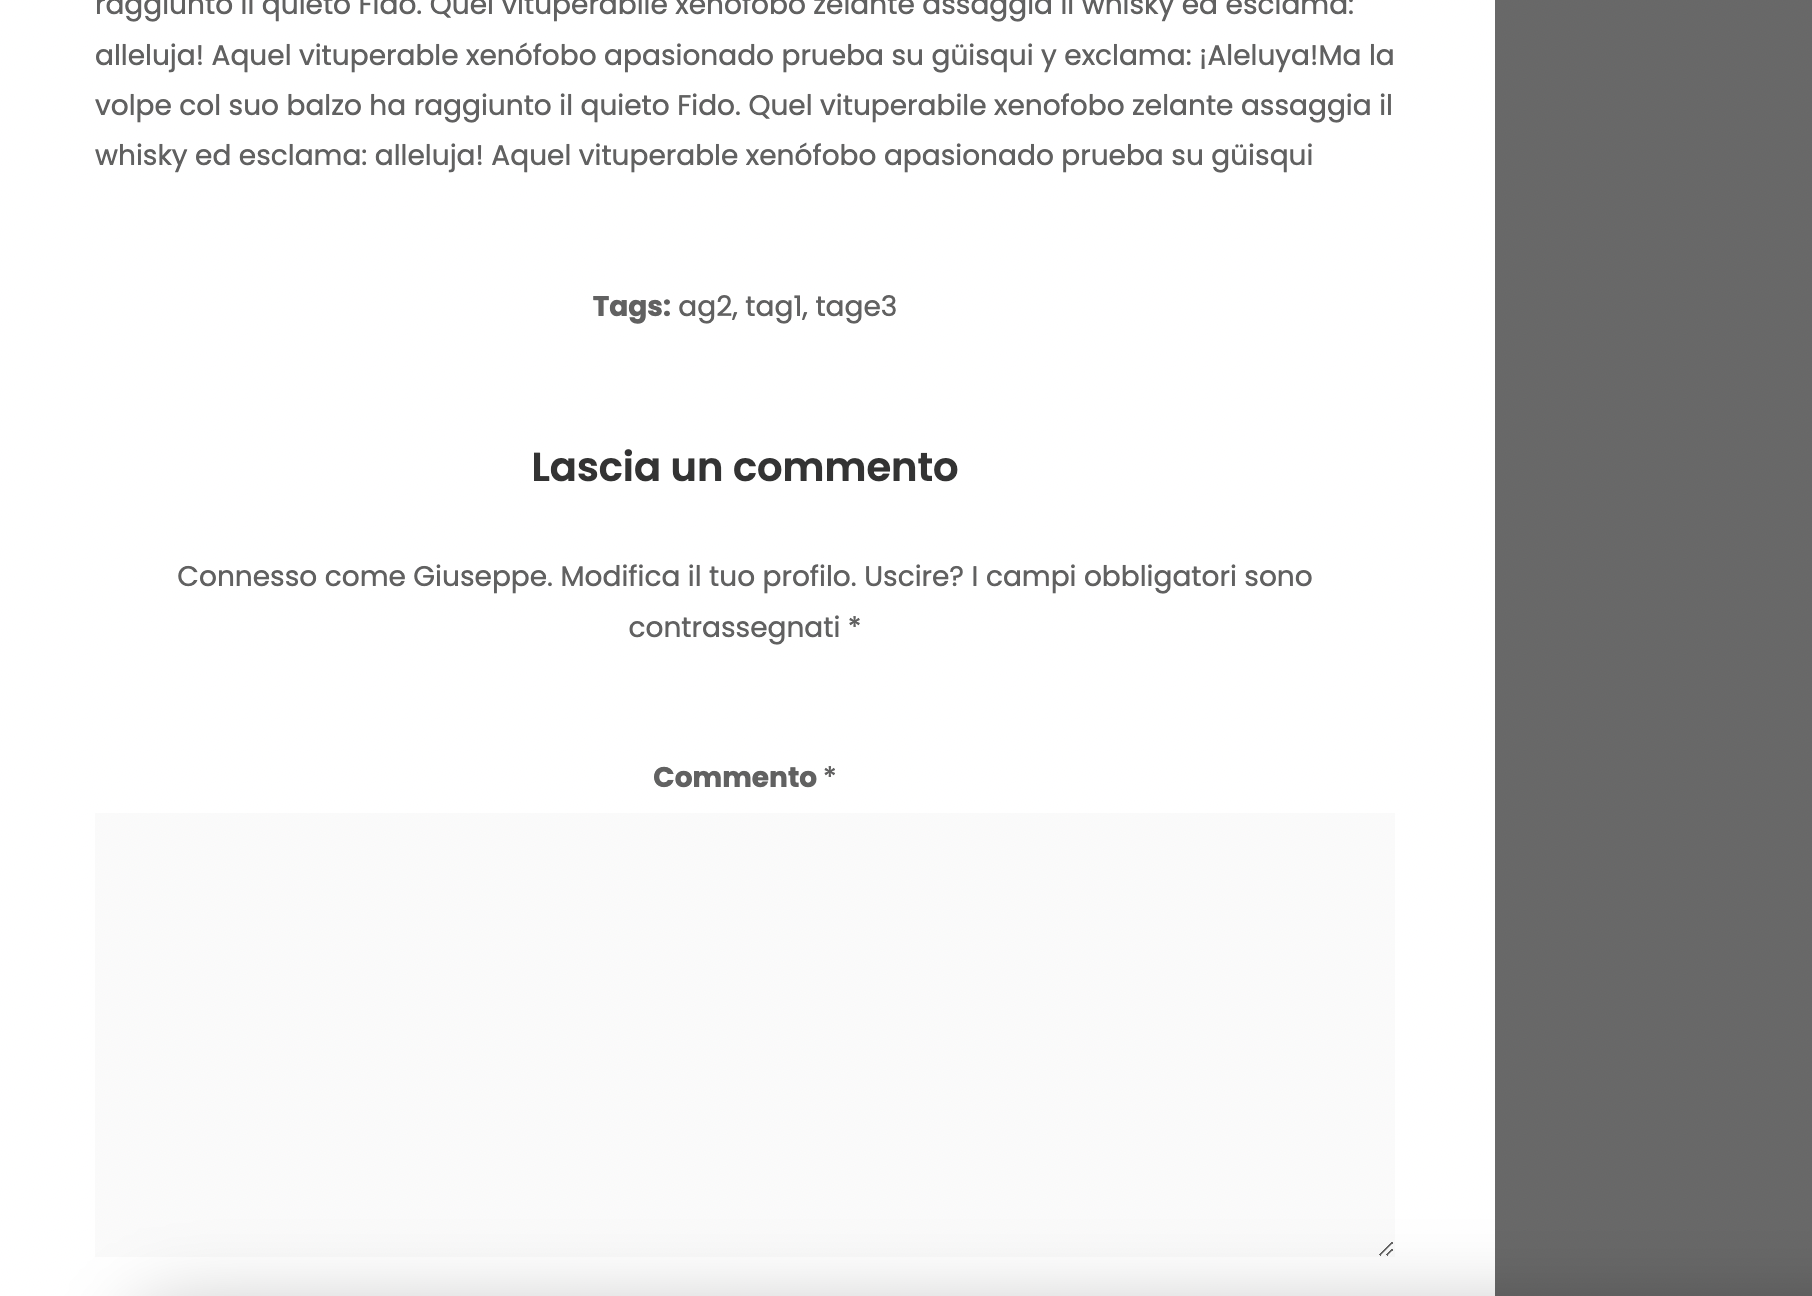 raggiunto il quieto Fido. Quel vituperabile xenofobo zelante assaggia il whisky ed esclama:
alleluja! Aquel vituperable xenófobo apasionado prueba su güisqui y exclama: ¡Aleluya!Ma la
volpe col suo balzo ha raggiunto il quieto Fido. Quel vituperabile xenofobo zelante assaggia il
whisky ed esclama: alleluja! Aquel vituperable xenófobo apasionado prueba su güisqui
Tags: ag2, tag1, tage3
Lascia un commento
Connesso come Giuseppe. Modifica il tuo profilo. Uscire? I campi obbligatori sono
contrassegnati *
Commento *